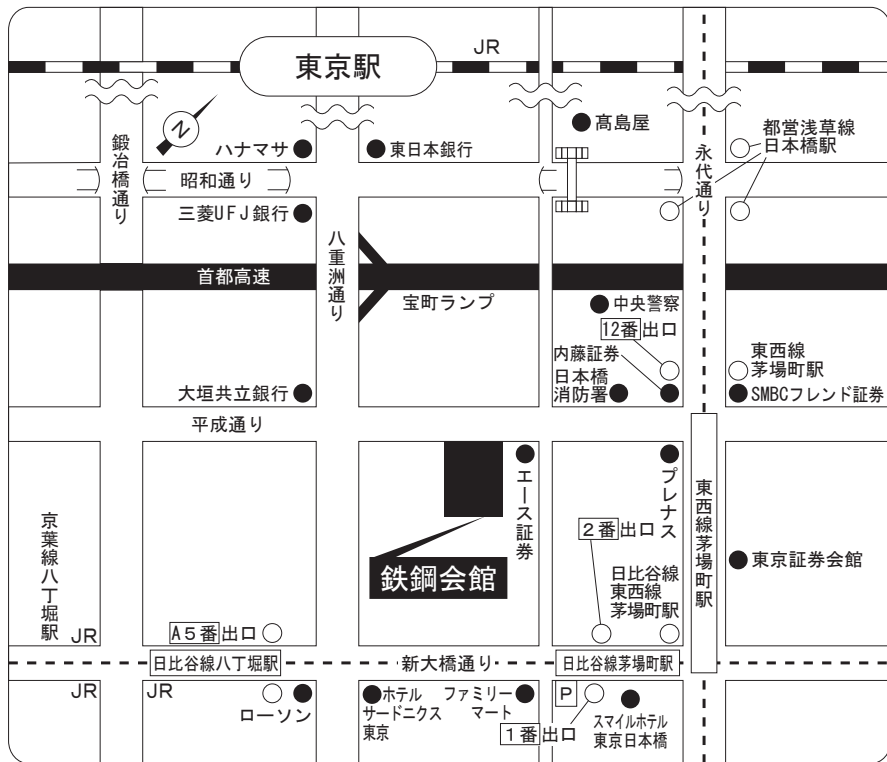 JR
東京駅
N
髙島屋
都営浅草線
日本橋駅
ハナマサ
東日本銀行
鍛冶橋通り
昭和通り
永代通り
三菱UFJ銀行
八重洲通り
首都高速
宝町ランプ
中央警察
12番出口
内藤証券
日本橋
消防署
東西線
茅場町駅
大垣共立銀行
SMBCフレンド証券
平成通り
エース証券
プレナス
東西線茅場町駅
京葉線八丁堀駅
2番出口
日比谷線
東西線
茅場町駅
東京証券会館
鉄鋼会館
JR
A5番出口
日比谷線八丁堀駅
新大橋通り
日比谷線茅場町駅
JR
JR
ローソン
ホテル
サードニクス
東京
ファミリー
マート
P
1番出口
スマイルホテル
東京日本橋